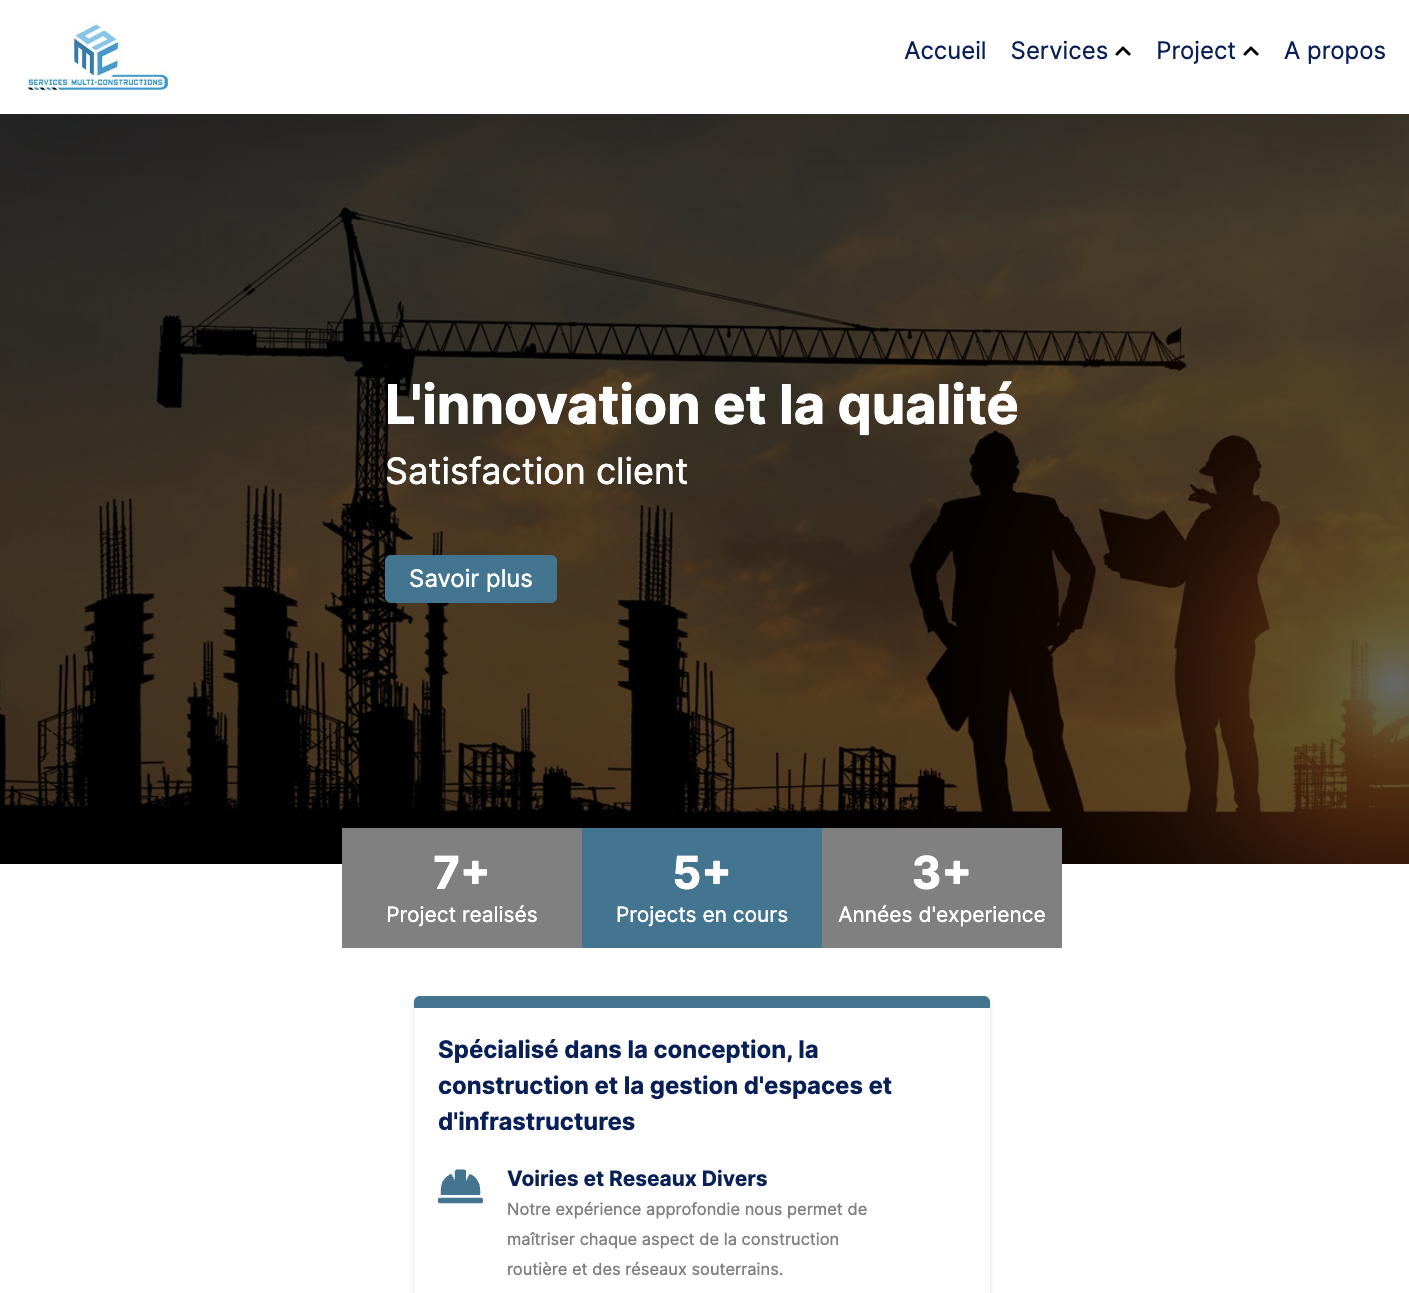 SMC
SERVICES MULTI-CONSTRUCTIONS
Accueil Services Project A propos
L'innovation et la qualité
Satisfaction client
Savoir plus
7+ 5+ 3+
Project realisés Projects en cours Années d'experience
Spécialisé dans la conception, la
construction et la gestion d'espaces et
d'infrastructures
Voiries et Reseaux Divers
Notre expérience approfondie nous permet de
maîtriser chaque aspect de la construction
routière et des réseaux souterrains.